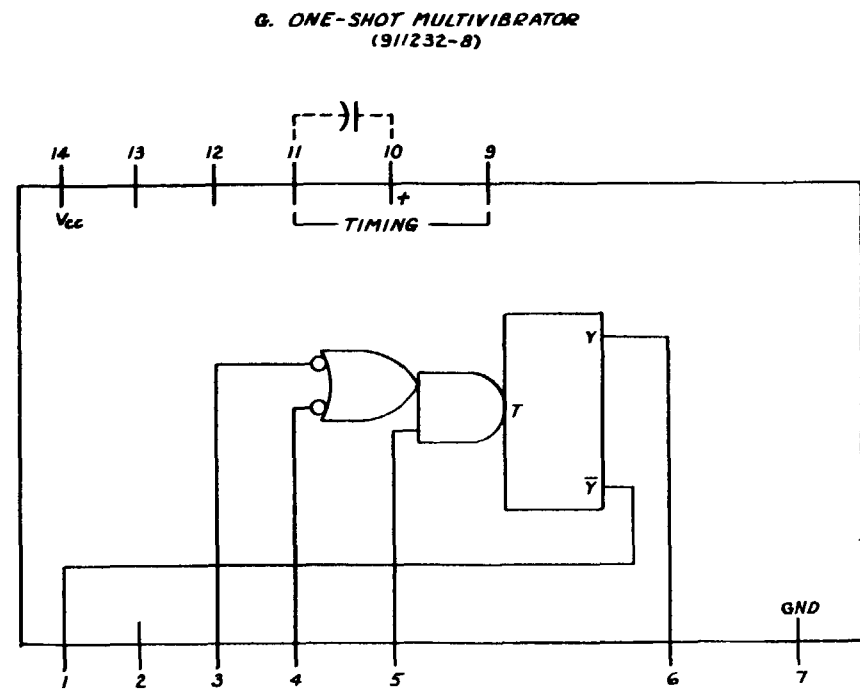 G. ONE-SHOT MULTIVIBRATOR
(911232-8)
14 13 12 11 10 9
+
Vcc
TIMING
Y
T
Y̅
GND
1 2 3 4 5 6 7